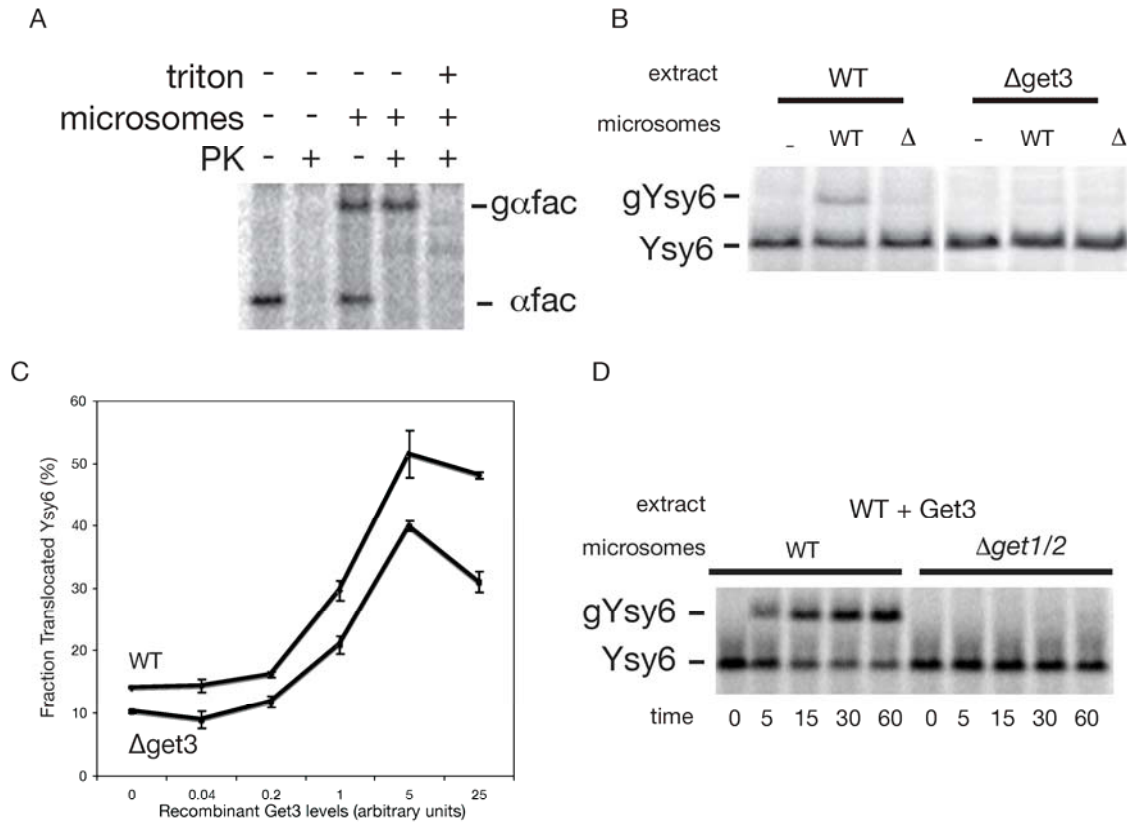 A
triton - - - - +
microsomes - - + + +
PK - + - + +
- gαfac
- αfac
B
extract WT Δget3
microsomes - WT Δ - WT Δ
gYsy6 -
Ysy6 -
C
Fraction Translocated Ysy6 (%)
60
50
40
30
20
10
0
WT
Δget3
0 0.04 0.2 1 5 25
Recombinant Get3 levels (arbitrary units)
D
extract WT + Get3
microsomes WT Δget1/2
gYsy6 -
Ysy6 -
time 0 5 15 30 60 0 5 15 30 60